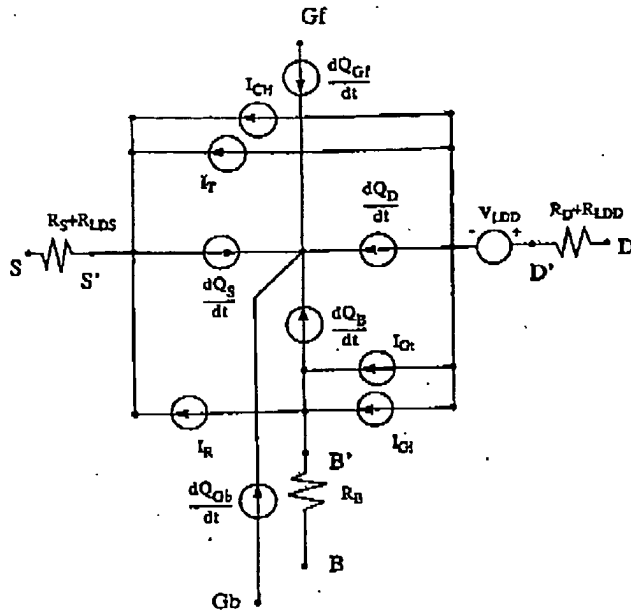 Gf
dQGf
dt
ICH
IT
dQD
dt
VLDD
- +
RD+RLDD
RS+RLDS
S
S'
D'
D
dQS
dt
dQB
dt
IGt
IR
IGi
B'
dQGb
dt
RB
B
Gb